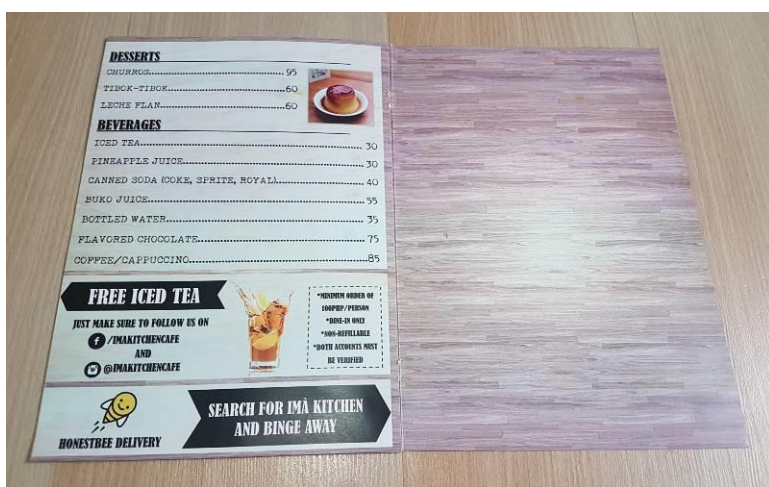 DESSERTS
CHURROS 95
TIBOK-TIBOK 60
LECHE FLAN 60
BEVERAGES
ICED TEA 30
PINEAPPLE JUICE 30
CANNED SODA (COKE, SPRITE, ROYAL) 40
BUKO JUICE 55
BOTTLED WATER 35
FLAVORED CHOCOLATE 75
COFFEE/CAPPUCCINO 85
FREE ICED TEA
JUST MAKE SURE TO FOLLOW US ON
f /IMAKITCHENCAFE
AND
@IMAKITCHENCAFE
*MINIMUM ORDER OF
100PHP/PERSON
*DINE-IN ONLY
*NON-REFILLABLE
*BOTH ACCOUNTS MUST
BE VERIFIED
HONESTBEE DELIVERY
SEARCH FOR IMÀ KITCHEN
AND BINGE AWAY